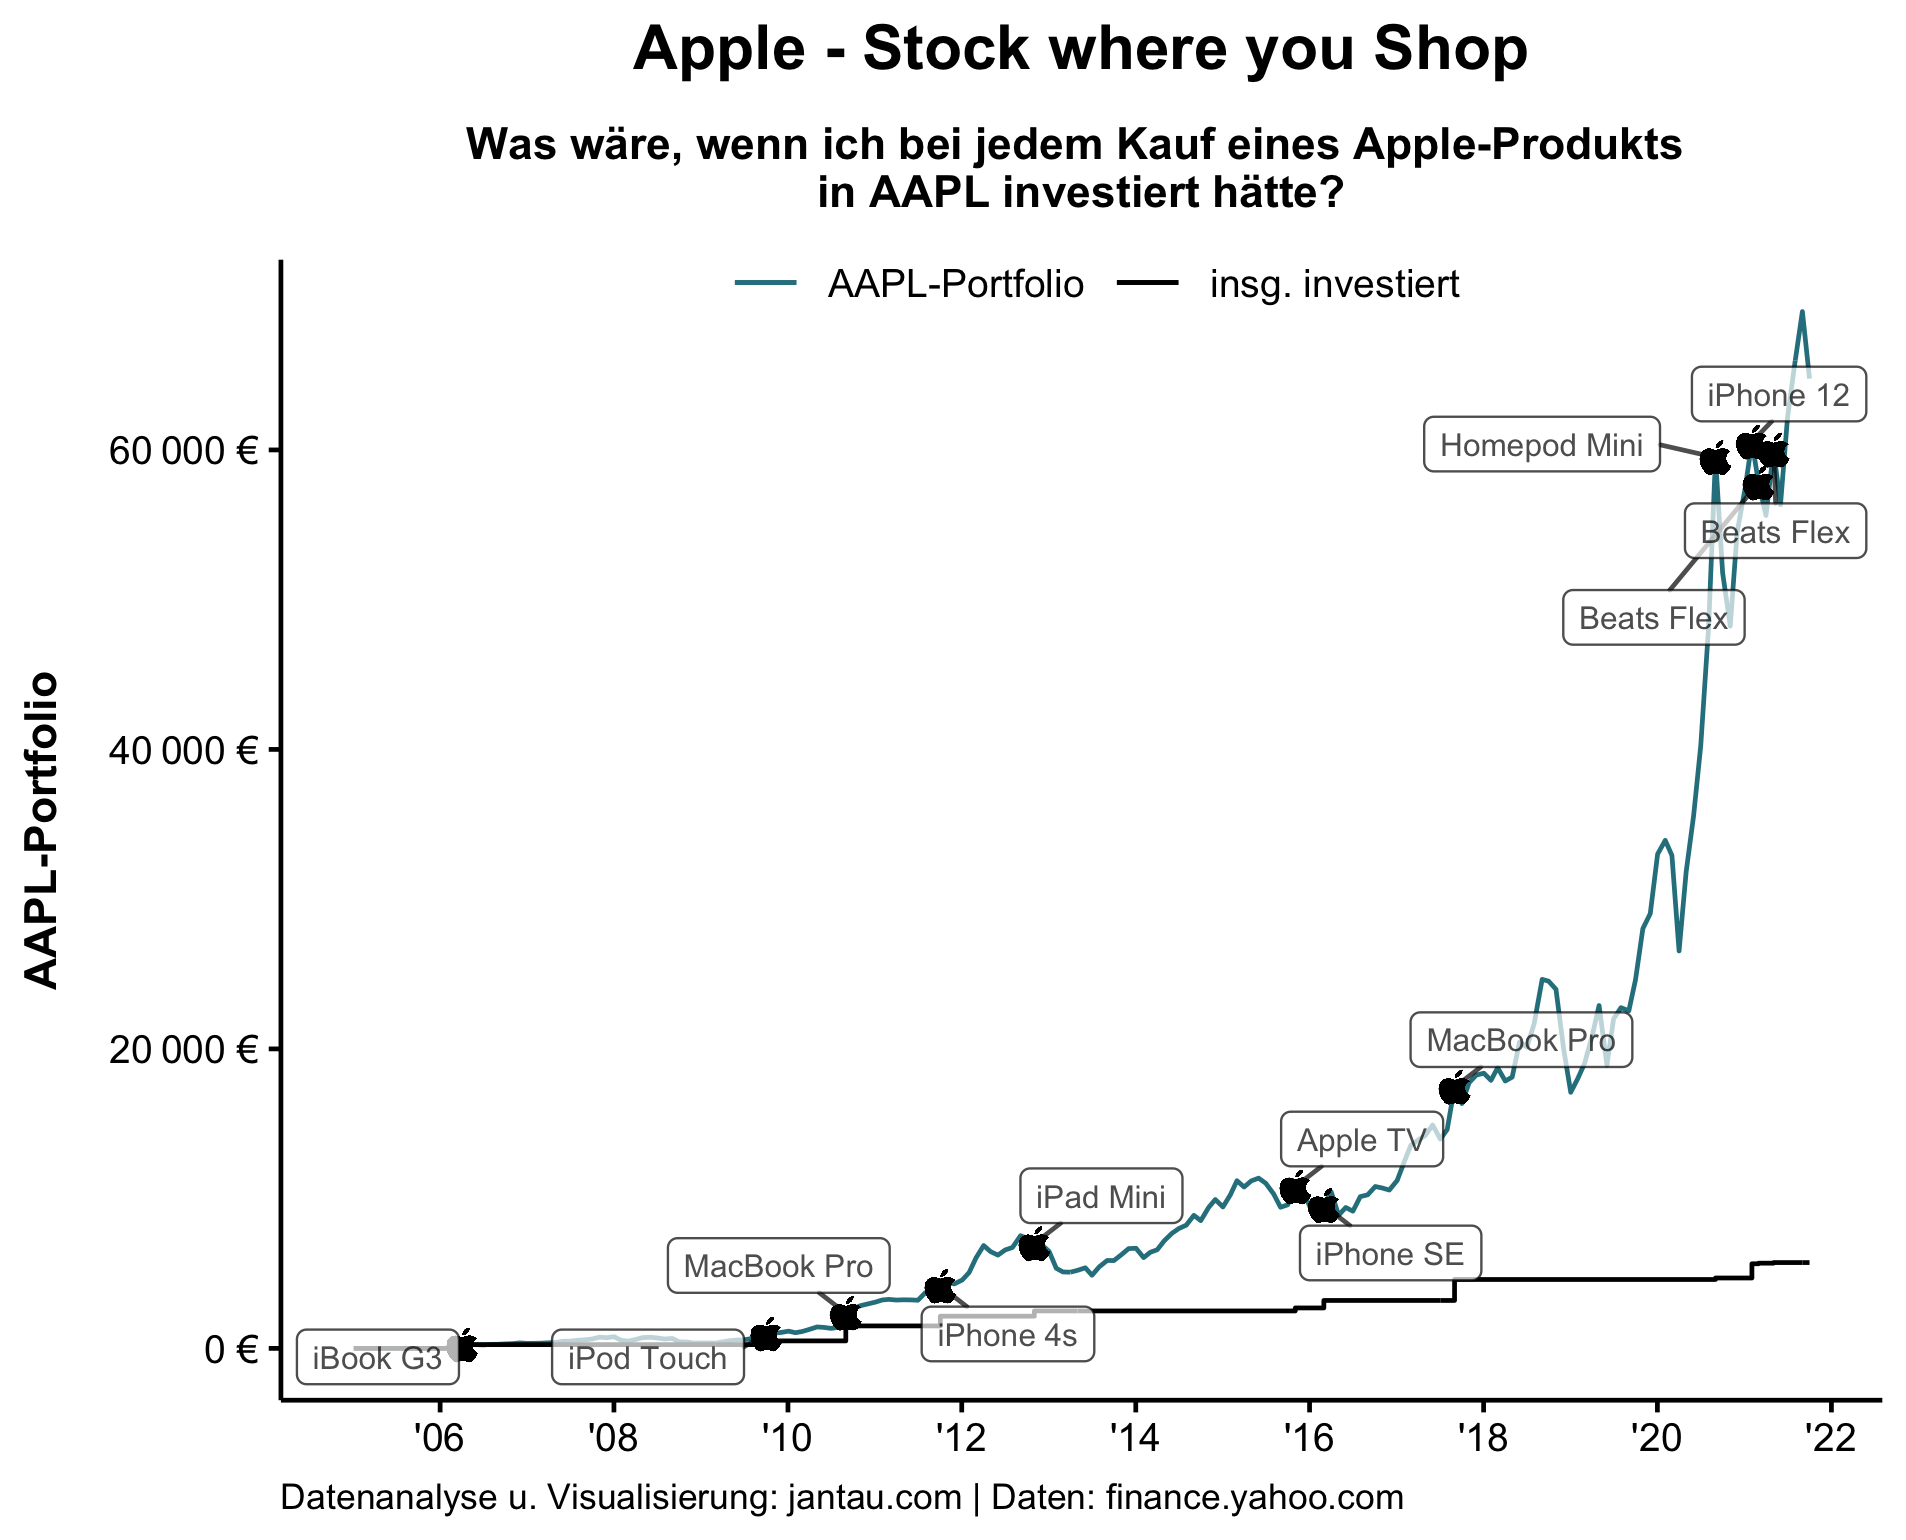 Apple - Stock where you Shop
Was wäre, wenn ich bei jedem Kauf eines Apple-Produkts
in AAPL investiert hätte?
AAPL-Portfolio
insg. investiert
AAPL-Portfolio
60 000 €
40 000 €
20 000 €
0 €
iPhone 12
Homepod Mini
Beats Flex
Beats Flex
MacBook Pro
Apple TV
iPad Mini
iPhone SE
MacBook Pro
iPhone 4s
iBook G3
iPod Touch
'06
'08
'10
'12
'14
'16
'18
'20
'22
Datenanalyse u. Visualisierung: jantau.com | Daten: finance.yahoo.com